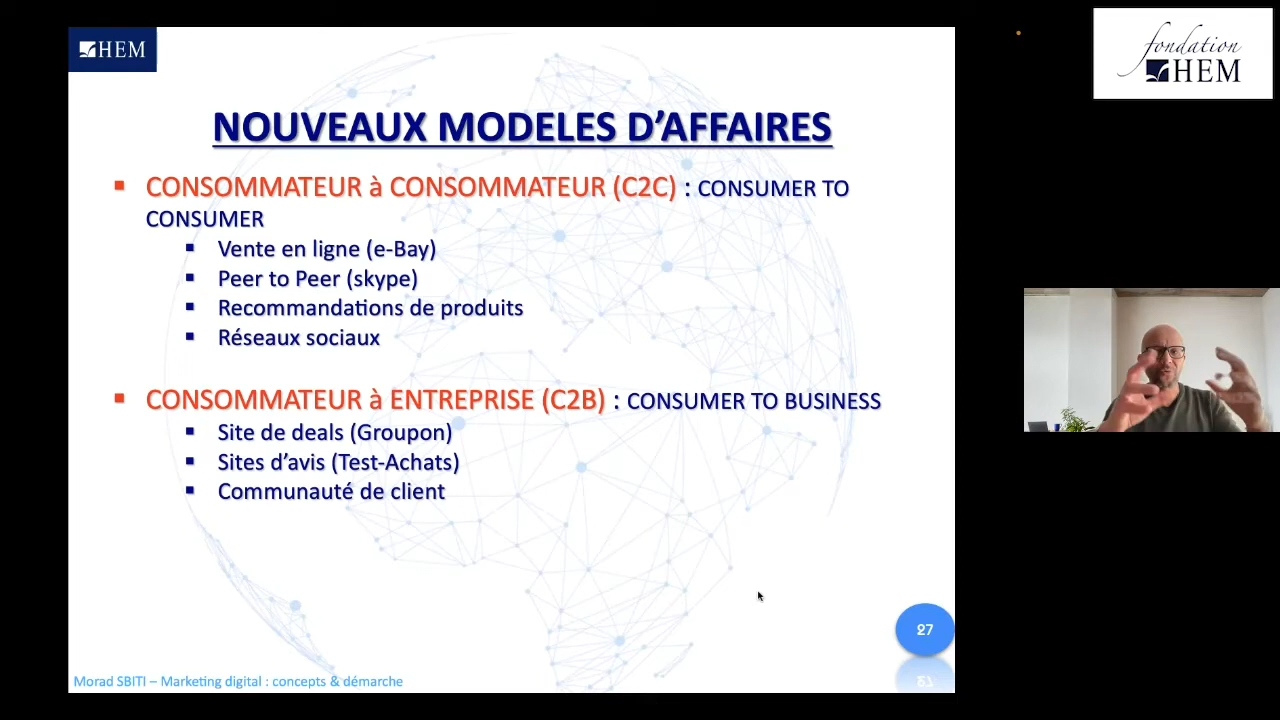 HEM
fondation
HEM
NOUVEAUX MODELES D’AFFAIRES
▪ CONSOMMATEUR à CONSOMMATEUR (C2C) : CONSUMER TO
CONSUMER
▪ Vente en ligne (e-Bay)
▪ Peer to Peer (skype)
▪ Recommandations de produits
▪ Réseaux sociaux
▪ CONSOMMATEUR à ENTREPRISE (C2B) : CONSUMER TO BUSINESS
▪ Site de deals (Groupon)
▪ Sites d’avis (Test-Achats)
▪ Communauté de client
27
Morad SBITI – Marketing digital : concepts & démarche